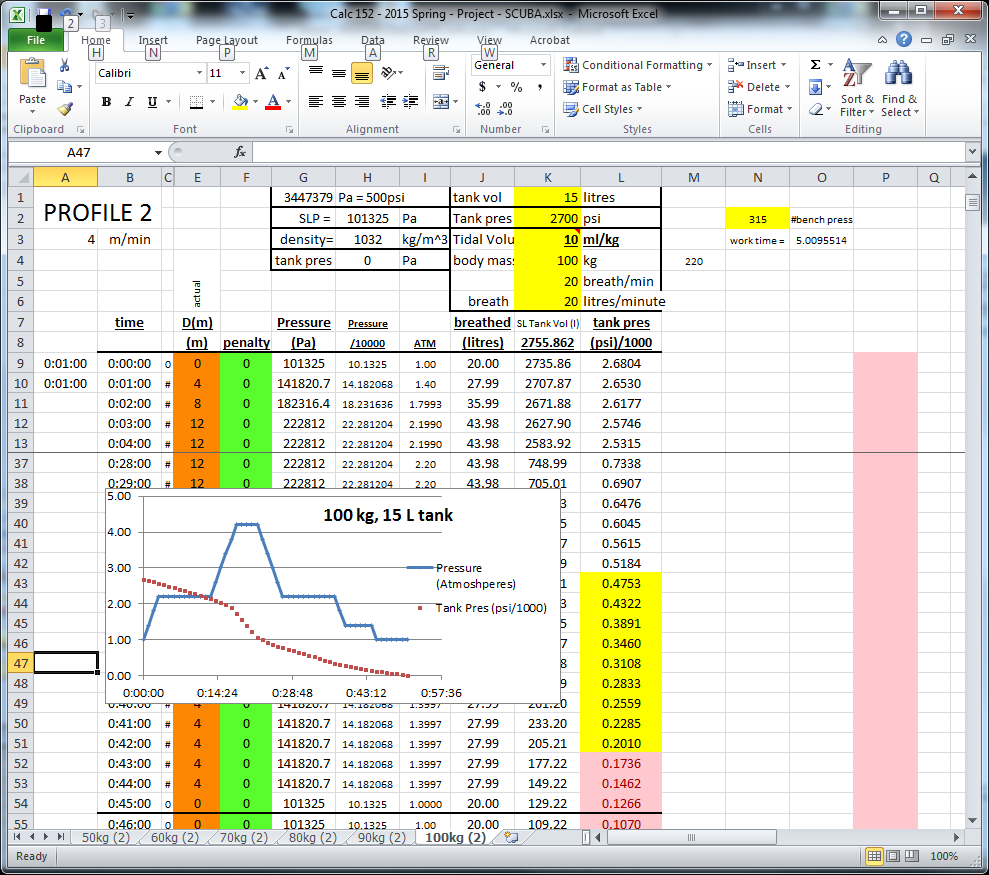 Calc 152 - 2015 Spring - Project - SCUBA.xlsx - Microsoft Excel
2 3
File Home Insert Page Layout Formulas Data Review View Acrobat
H N P M A R W
Calibri 11 General Conditional Formatting Insert Σ
Paste B I U $ % , Format as Table Delete Sort & Find &
Cell Styles Format Filter Select
Clipboard Font Alignment Number Styles Cells Editing
A47 fx
A B C E F G H I J K L M N O P Q
1 3447379 Pa = 500psi tank vol 15 litres
2 PROFILE 2 SLP = 101325 Pa Tank pres 2700 psi 315 #bench press
3 4 m/min density= 1032 kg/m^3 Tidal Volu 10 ml/kg work time = 5.0095514
4 tank pres 0 Pa body mas 100 kg 220
5 actual 20 breath/min
6 breath 20 litres/minute
7 time D(m) Pressure Pressure breathed SL Tank Vol (l) tank pres
8 (m) penalty (Pa) /10000 ATM (litres) 2755.862 (psi)/1000
9 0:01:00 0:00:00 0 0 0 101325 10.1325 1.00 20.00 2735.86 2.6804
10 0:01:00 0:01:00 # 4 0 141820.7 14.182068 1.40 27.99 2707.87 2.6530
11 0:02:00 # 8 0 182316.4 18.231636 1.7993 35.99 2671.88 2.6177
12 0:03:00 # 12 0 222812 22.281204 2.1990 43.98 2627.90 2.5746
13 0:04:00 # 12 0 222812 22.281204 2.1990 43.98 2583.92 2.5315
37 0:28:00 # 12 0 222812 22.281204 2.20 43.98 748.99 0.7338
38 0:29:00 # 12 0 222812 22.281204 2.20 43.98 705.01 0.6907
39 3 0.6476
40 5 0.6045
41 7 0.5615
42 9 0.5184
43 1 0.4753
44 3 0.4322
45 5 0.3891
46 7 0.3460
47 8 0.3108
48 9 0.2833
5.00
100 kg, 15 L tank
4.00
3.00 Pressure
(Atmoshperes)
2.00 Tank Pres (psi/1000)
1.00
0.00
0:00:00 0:14:24 0:28:48 0:43:12 0:57:36
49 0:40:00 # 4 0 141820.7 14.182068 1.3997 27.99 261.20 0.2559
50 0:41:00 # 4 0 141820.7 14.182068 1.3997 27.99 233.20 0.2285
51 0:42:00 # 4 0 141820.7 14.182068 1.3997 27.99 205.21 0.2010
52 0:43:00 # 4 0 141820.7 14.182068 1.3997 27.99 177.22 0.1736
53 0:44:00 # 4 0 141820.7 14.182068 1.3997 27.99 149.22 0.1462
54 0:45:00 0 0 0 101325 10.1325 1.0000 20.00 129.22 0.1266
55 0:46:00 0 0 0 101325 10.1325 1.00 20.00 109.22 0.1070
50kg (2) 60kg (2) 70kg (2) 80kg (2) 90kg (2) 100kg (2)
Ready 100%